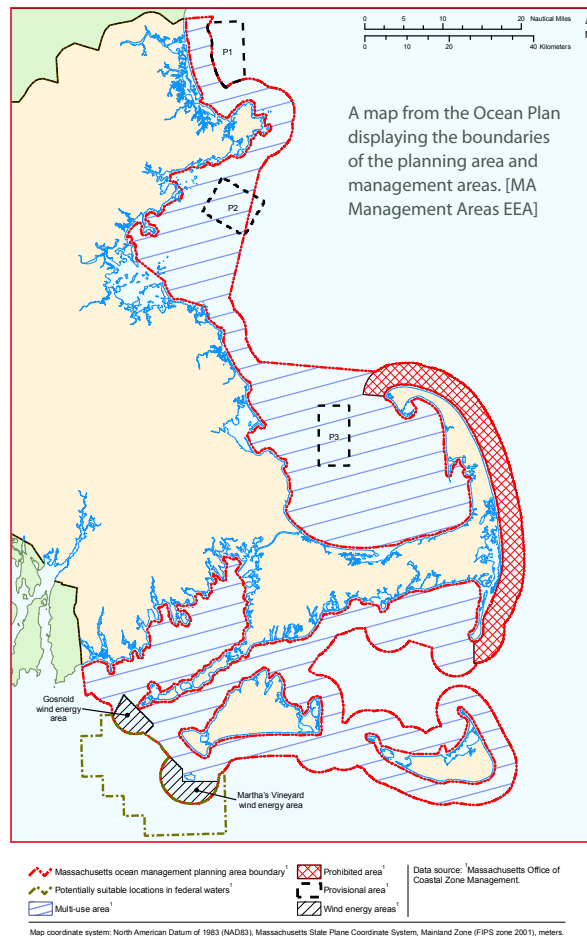 0 5 10 20 Nautical Miles
0 10 20 40 Kilometers
P1
A map from the Ocean Plan
displaying the boundaries
of the planning area and
management areas. [MA
Management Areas EEA]
P2
P3
Gosnold
wind energy
area
Martha's Vineyard
wind energy area
Massachusetts ocean management planning area boundary¹
Potentially suitable locations in federal waters¹
Multi-use area¹
Prohibited area¹
Provisional area¹
Wind energy areas¹
Data source: ¹Massachusetts Office of
Coastal Zone Management.
Map coordinate system: North American Datum of 1983 (NAD83), Massachusetts State Plane Coordinate System, Mainland Zone (FIPS zone 2001), meters.